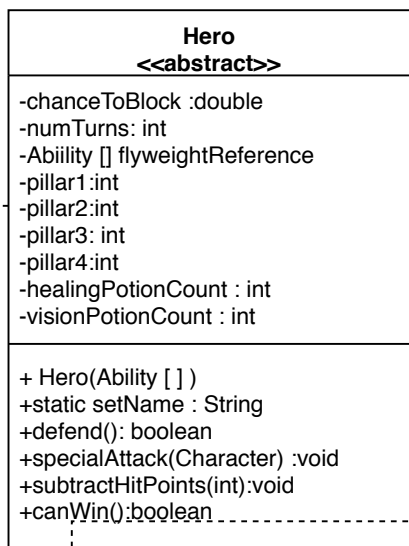 Hero
<<abstract>>
-chanceToBlock :double
-numTurns: int
-Abiility [] flyweightReference
-pillar1:int
-pillar2:int
-pillar3: int
-pillar4:int
-healingPotionCount : int
-visionPotionCount : int
+ Hero(Ability [ ] )
+static setName : String
+defend(): boolean
+specialAttack(Character) :void
+subtractHitPoints(int):void
+canWin():boolean